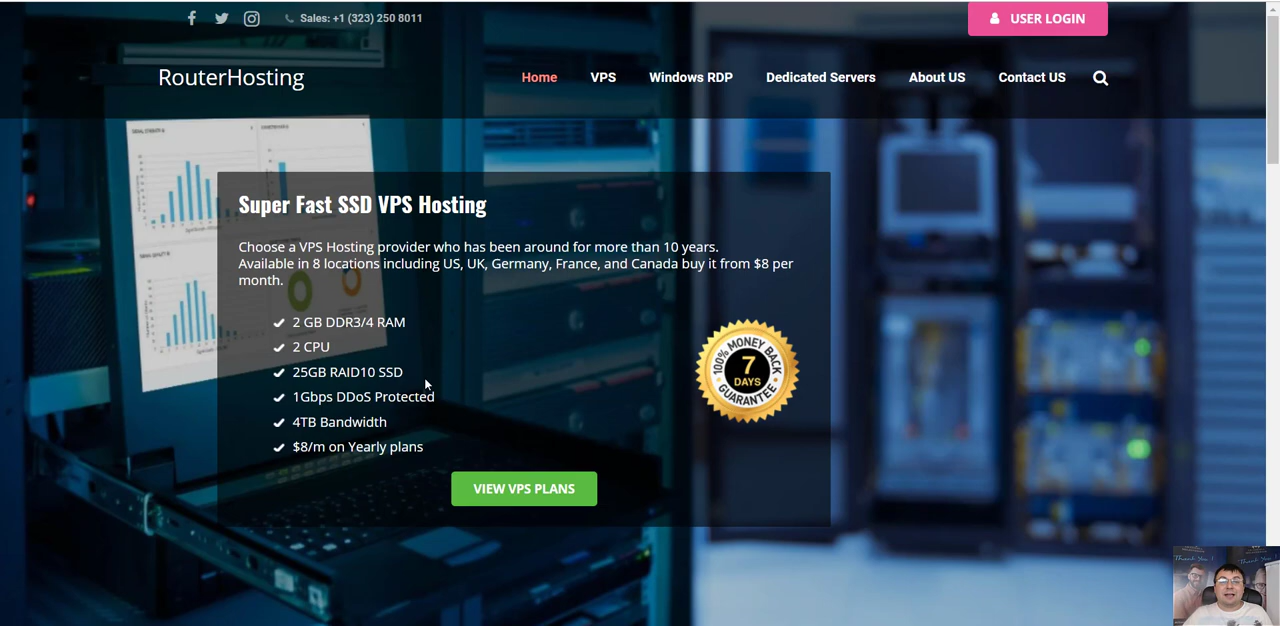 Sales: +1 (323) 250 8011
USER LOGIN
RouterHosting
Home VPS Windows RDP Dedicated Servers About US Contact US
Super Fast SSD VPS Hosting
Choose a VPS Hosting provider who has been around for more than 10 years.
Available in 8 locations including US, UK, Germany, France, and Canada buy it from $8 per
month.
2 GB DDR3/4 RAM
2 CPU
25GB RAID10 SSD
1Gbps DDoS Protected
4TB Bandwidth
$8/m on Yearly plans
100% MONEY BACK
7
DAYS
GUARANTEE
VIEW VPS PLANS
Thank You !
Thank You !